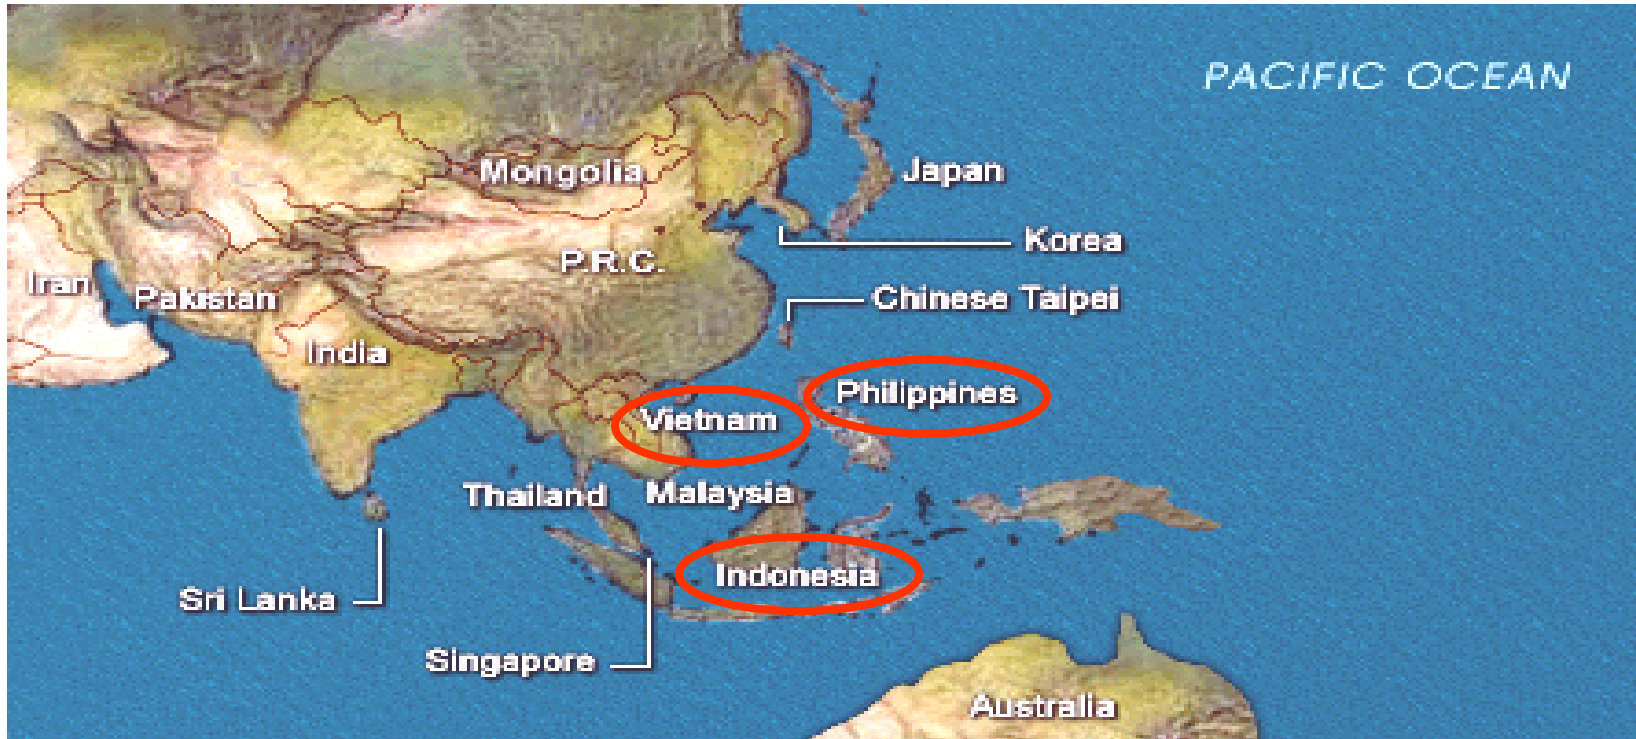 PACIFIC OCEAN
Mongolia
Japan
Korea
P.R.C.
Iran
Pakistan
Chinese Taipei
India
Philippines
Vietnam
Thailand
Malaysia
Indonesia
Sri Lanka
Singapore
Australia